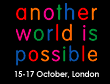 another
world is
possible
15-17 October, London